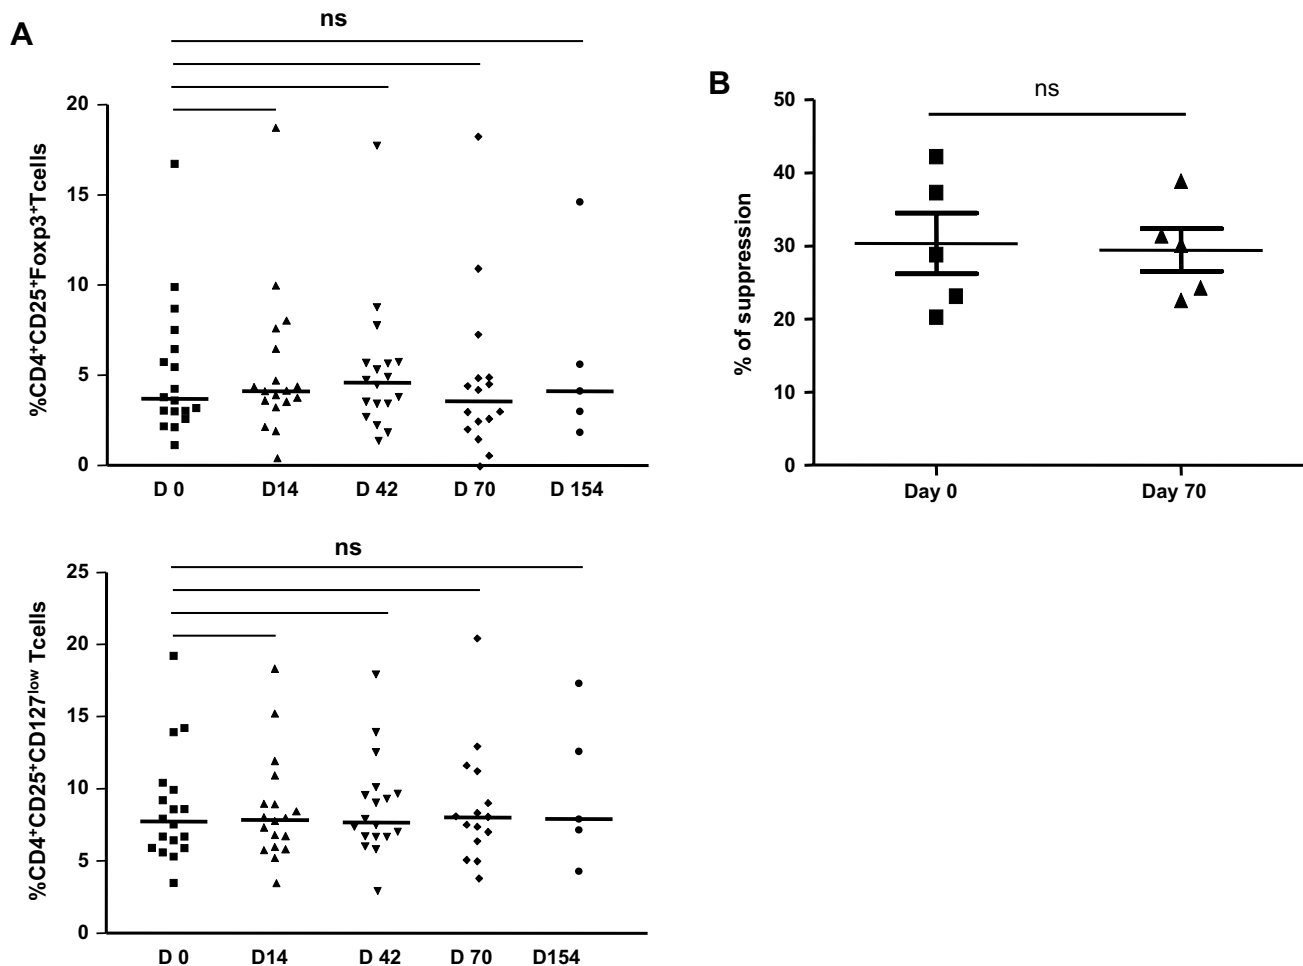 A
ns
%CD4⁺CD25⁺Foxp3⁺Tcells
20
15
10
5
0
D 0 D14 D 42 D 70 D 154
B
ns
% of suppression
50
40
30
20
10
0
Day 0 Day 70
ns
%CD4⁺CD25⁺CD127ˡᵒʷ Tcells
25
20
15
10
5
0
D 0 D14 D 42 D 70 D154